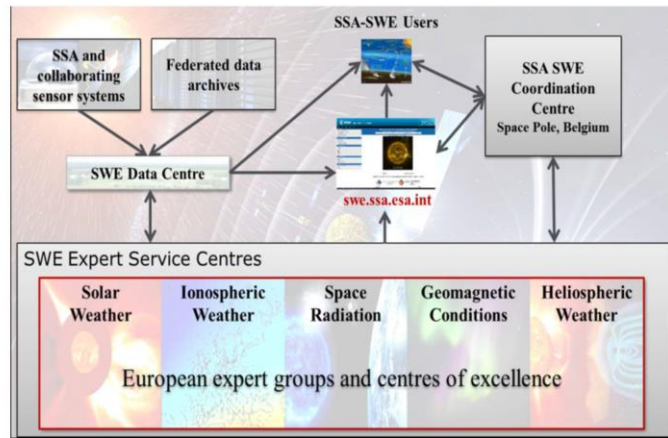 SSA-SWE Users
SSA and
collaborating
sensor systems
Federated data
archives
SSA SWE
Coordination
Centre
Space Pole, Belgium
SWE Data Centre
swe.ssa.esa.int
SWE Expert Service Centres
Solar
Weather
Ionospheric
Weather
Space
Radiation
Geomagnetic
Conditions
Heliospheric
Weather
European expert groups and centres of excellence